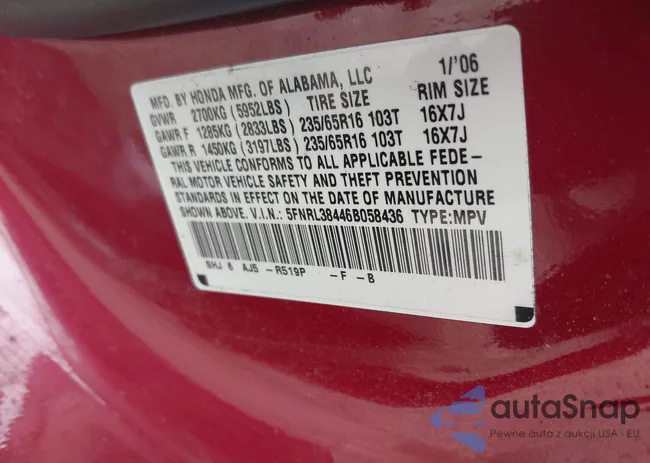 MFD. BY HONDA MFG. OF ALABAMA, LLC 1/'06
GVWR 2700KG (5952LBS) TIRE SIZE RIM SIZE
GAWR F 1285KG (2833LBS) 235/65R16 103T 16X7J
GAWR R 1450KG (3197LBS) 235/65R16 103T 16X7J
THIS VEHICLE CONFORMS TO ALL APPLICABLE FEDE-
RAL MOTOR VEHICLE SAFETY AND THEFT PREVENTION
STANDARDS IN EFFECT ON THE DATE OF MANUFACTURE
SHOWN ABOVE. V.I.N.: 5FNRL38446B058436 TYPE:MPV
SHJ 6 AJ5 -R519P -F -B
autaSnap
Pewne auta z aukcji USA i EU